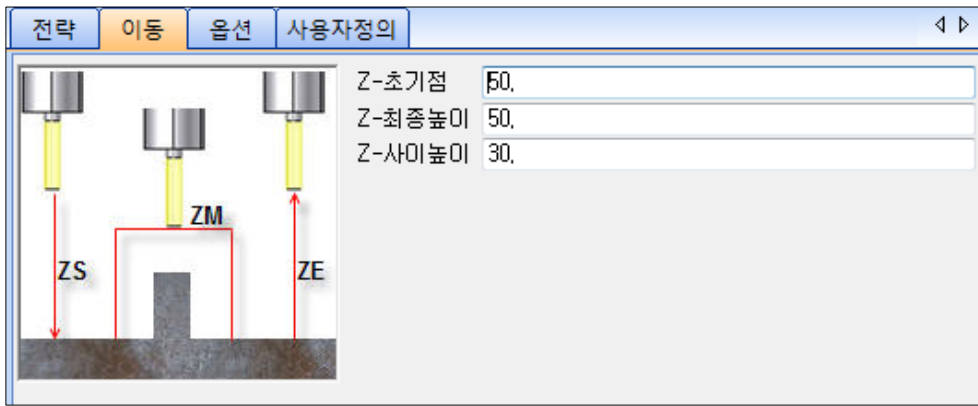 전략 이동 옵션 사용자정의
Z-초기점 50,
Z-최종높이 50,
Z-사이높이 30,
ZM
ZS ZE